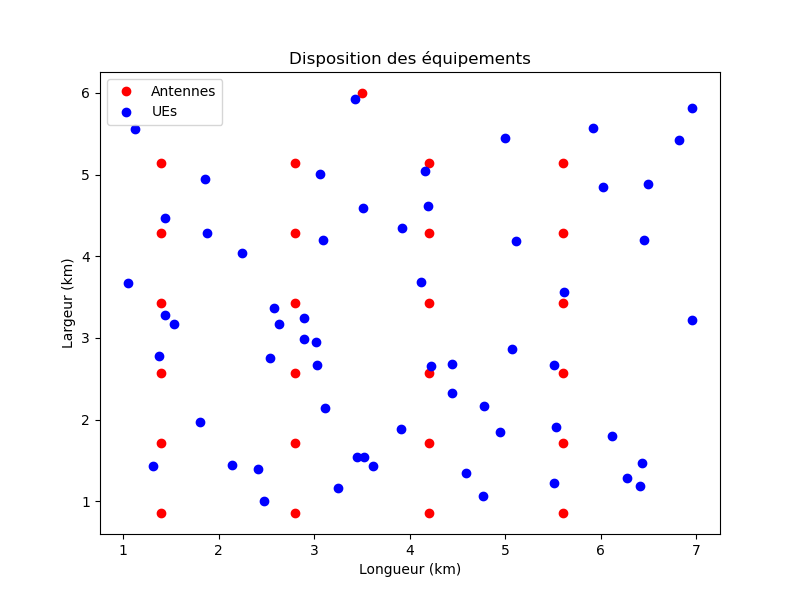 Disposition des équipements
Antennes
UEs
6
5
4
3
2
1
Largeur (km)
1 2 3 4 5 6 7
Longueur (km)